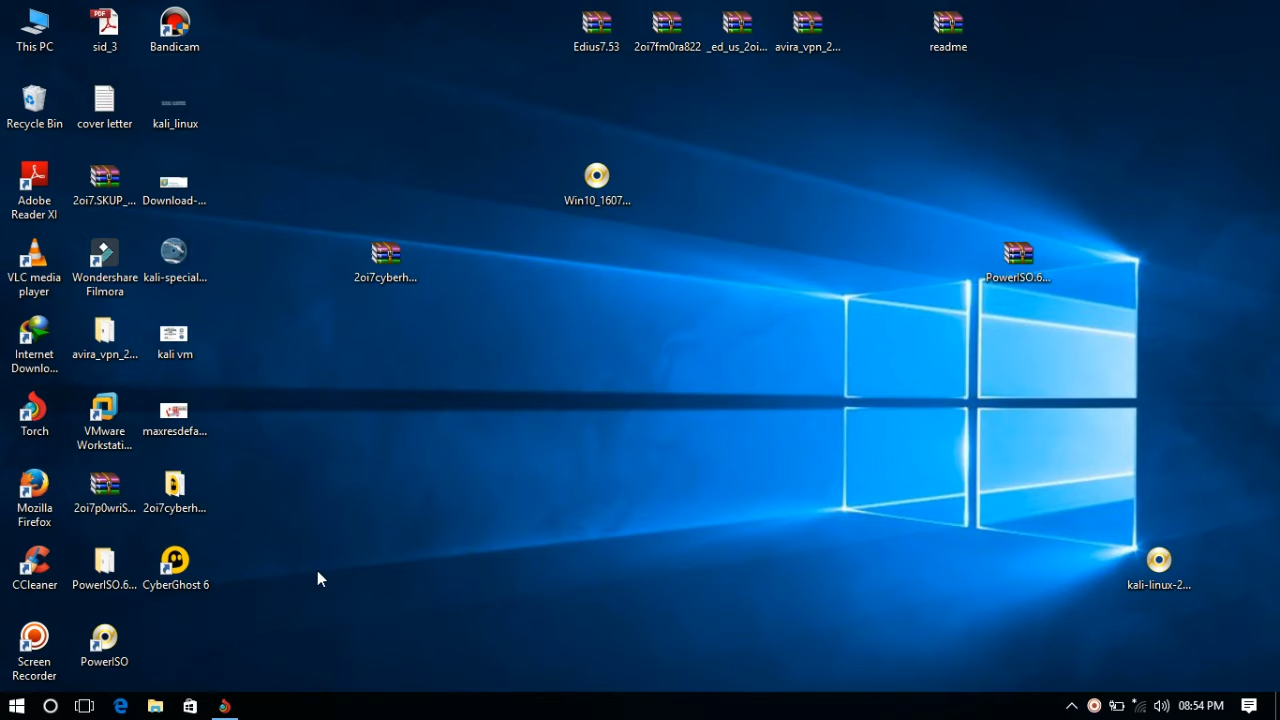 This PC
sid_3
Bandicam
Edius7.53
2oi7fm0ra822
_ed_us_2oi...
avira_vpn_2...
readme
Recycle Bin
cover letter
kali_linux
Adobe
Reader XI
2oi7.SKUP_...
Download-...
Win10_1607...
VLC media
player
Wondershare
Filmora
kali-special...
2oi7cyberh...
PowerISO.6...
Internet
Downlo...
avira_vpn_2...
kali vm
Torch
VMware
Workstati...
maxresdefa...
Mozilla
Firefox
2oi7p0wriS...
2oi7cyberh...
CCleaner
PowerISO.6...
CyberGhost 6
kali-linux-2...
Screen
Recorder
PowerISO
08:54 PM